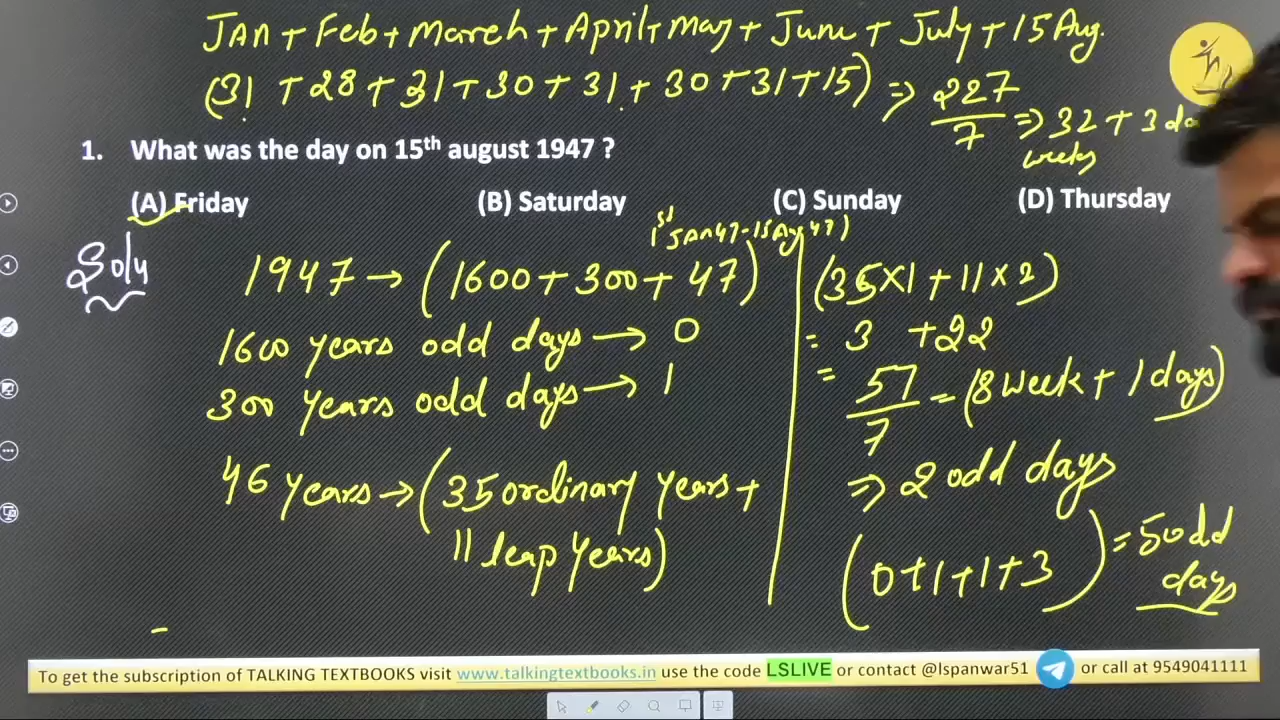 JAN + Feb + March + April + May + June + July + 15 Aug.
(31 + 28 + 31 + 30 + 31 + 30 + 31 + 15) ⇒ 227/7 ⇒ 32 weeks + 3
1. What was the day on 15th august 1947 ?
(A) Friday (B) Saturday (C) Sunday (D) Thursday
1st JAN 47 - 15 Aug 47)
Soln
1947 → (1600 + 300 + 47)
1600 years odd days → 0
300 years odd days → 1
46 years → (35 ordinary years +
11 leap years)
(35×1 + 11×2)
= 3 +22
= 57/7 = (8 week + 1 days)
⇒ 2 odd days
(0+1+1+3) = 5 odd
days
To get the subscription of TALKING TEXTBOOKS visit www.talkingtextbooks.in use the code LSLIVE or contact @lspanwar51 or call at 9549041111